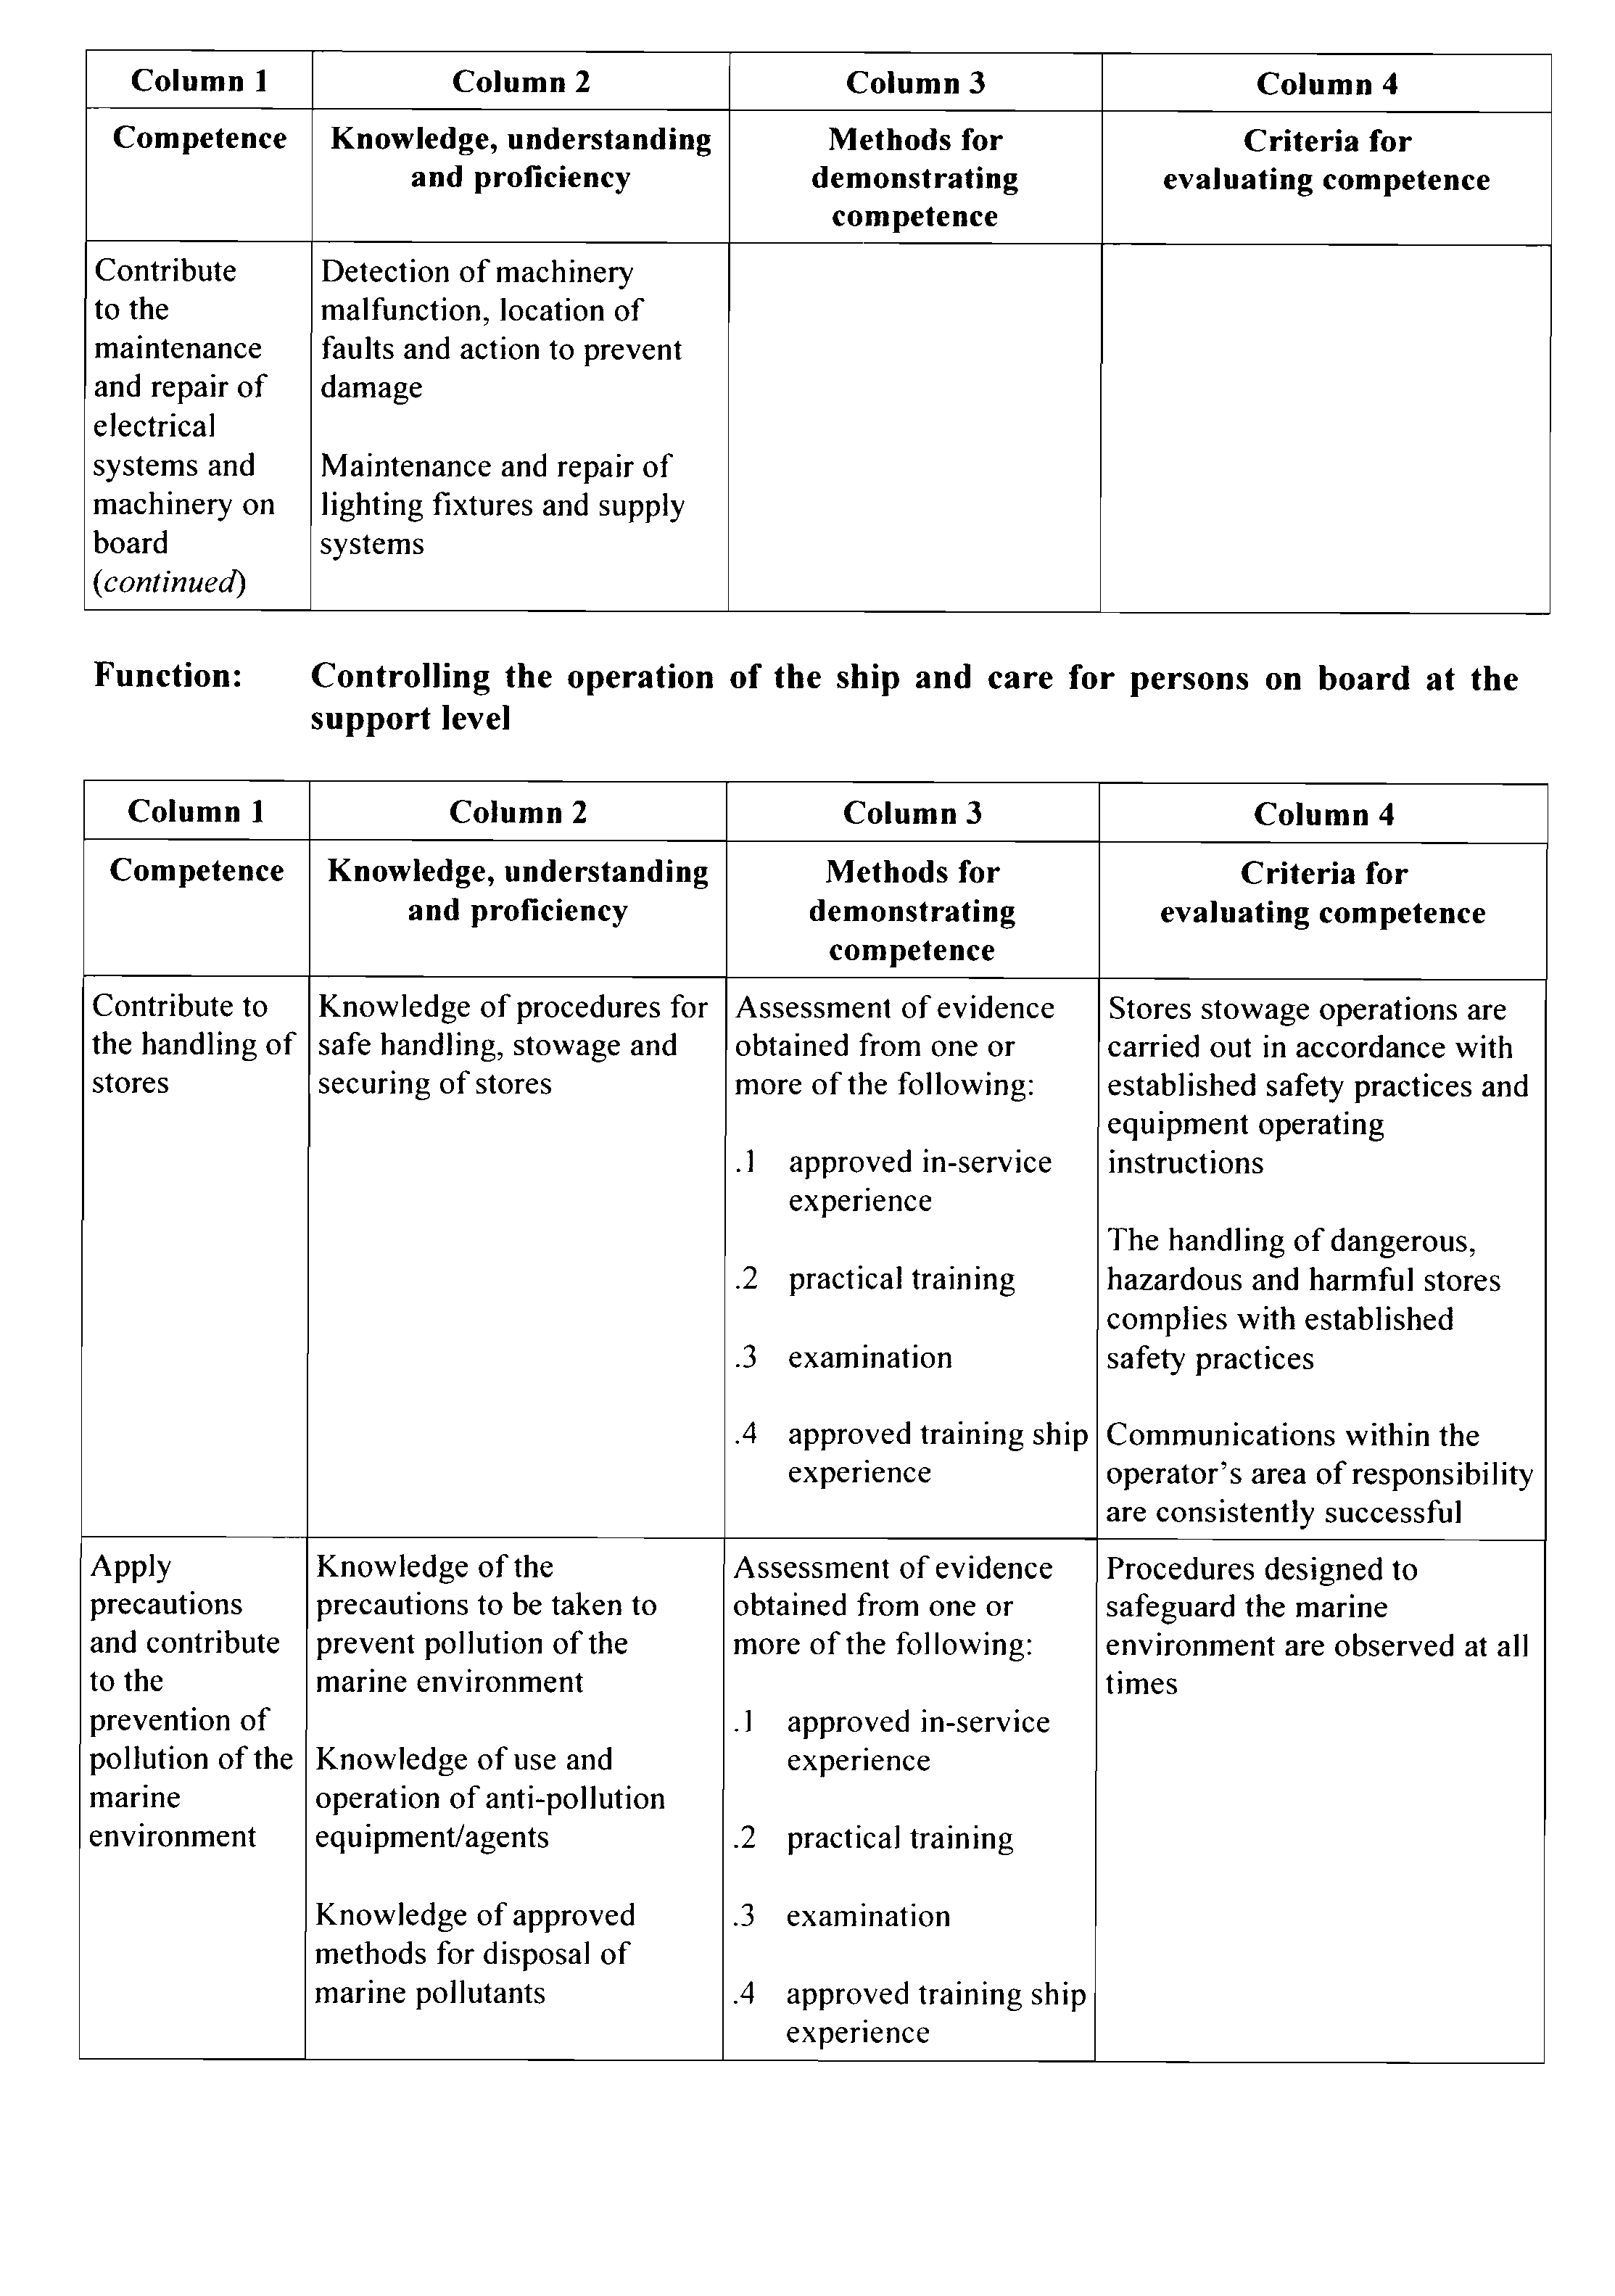 Column 1
Column 2
Column 3
Column 4
Competence
Knowledge, understanding
and proficiency
Methods for
demonstrating
competence
Criteria for
evaluating competence
Contribute
to the
maintenance
and repair of
electrical
systems and
machinery on
board
(continued)
Detection of machinery
malfunction, location of
faults and action to prevent
damage
Maintenance and repair of
lighting fixtures and supply
systems
Function: Controlling the operation of the ship and care for persons on board at the
support level
Column 1
Column 2
Column 3
Column 4
Competence
Knowledge, understanding
and proficiency
Methods for
demonstrating
competence
Criteria for
evaluating competence
Contribute to
the handling of
stores
Knowledge of procedures for
safe handling, stowage and
securing of stores
Assessment of evidence
obtained from one or
more of the following:
.1 approved in-service
experience
.2 practical training
.3 examination
.4 approved training ship
experience
Stores stowage operations are
carried out in accordance with
established safety practices and
equipment operating
instructions
The handling of dangerous,
hazardous and harmful stores
complies with established
safety practices
Communications within the
operator's area of responsibility
are consistently successful
Apply
precautions
and contribute
to the
prevention of
pollution of the
marine
environment
Knowledge of the
precautions to be taken to
prevent pollution of the
marine environment
Knowledge of use and
operation of anti-pollution
equipment/agents
Knowledge of approved
methods for disposal of
marine pollutants
Assessment of evidence
obtained from one or
more of the following:
.1 approved in-service
experience
.2 practical training
.3 examination
.4 approved training ship
experience
Procedures designed to
safeguard the marine
environment are observed at all
times